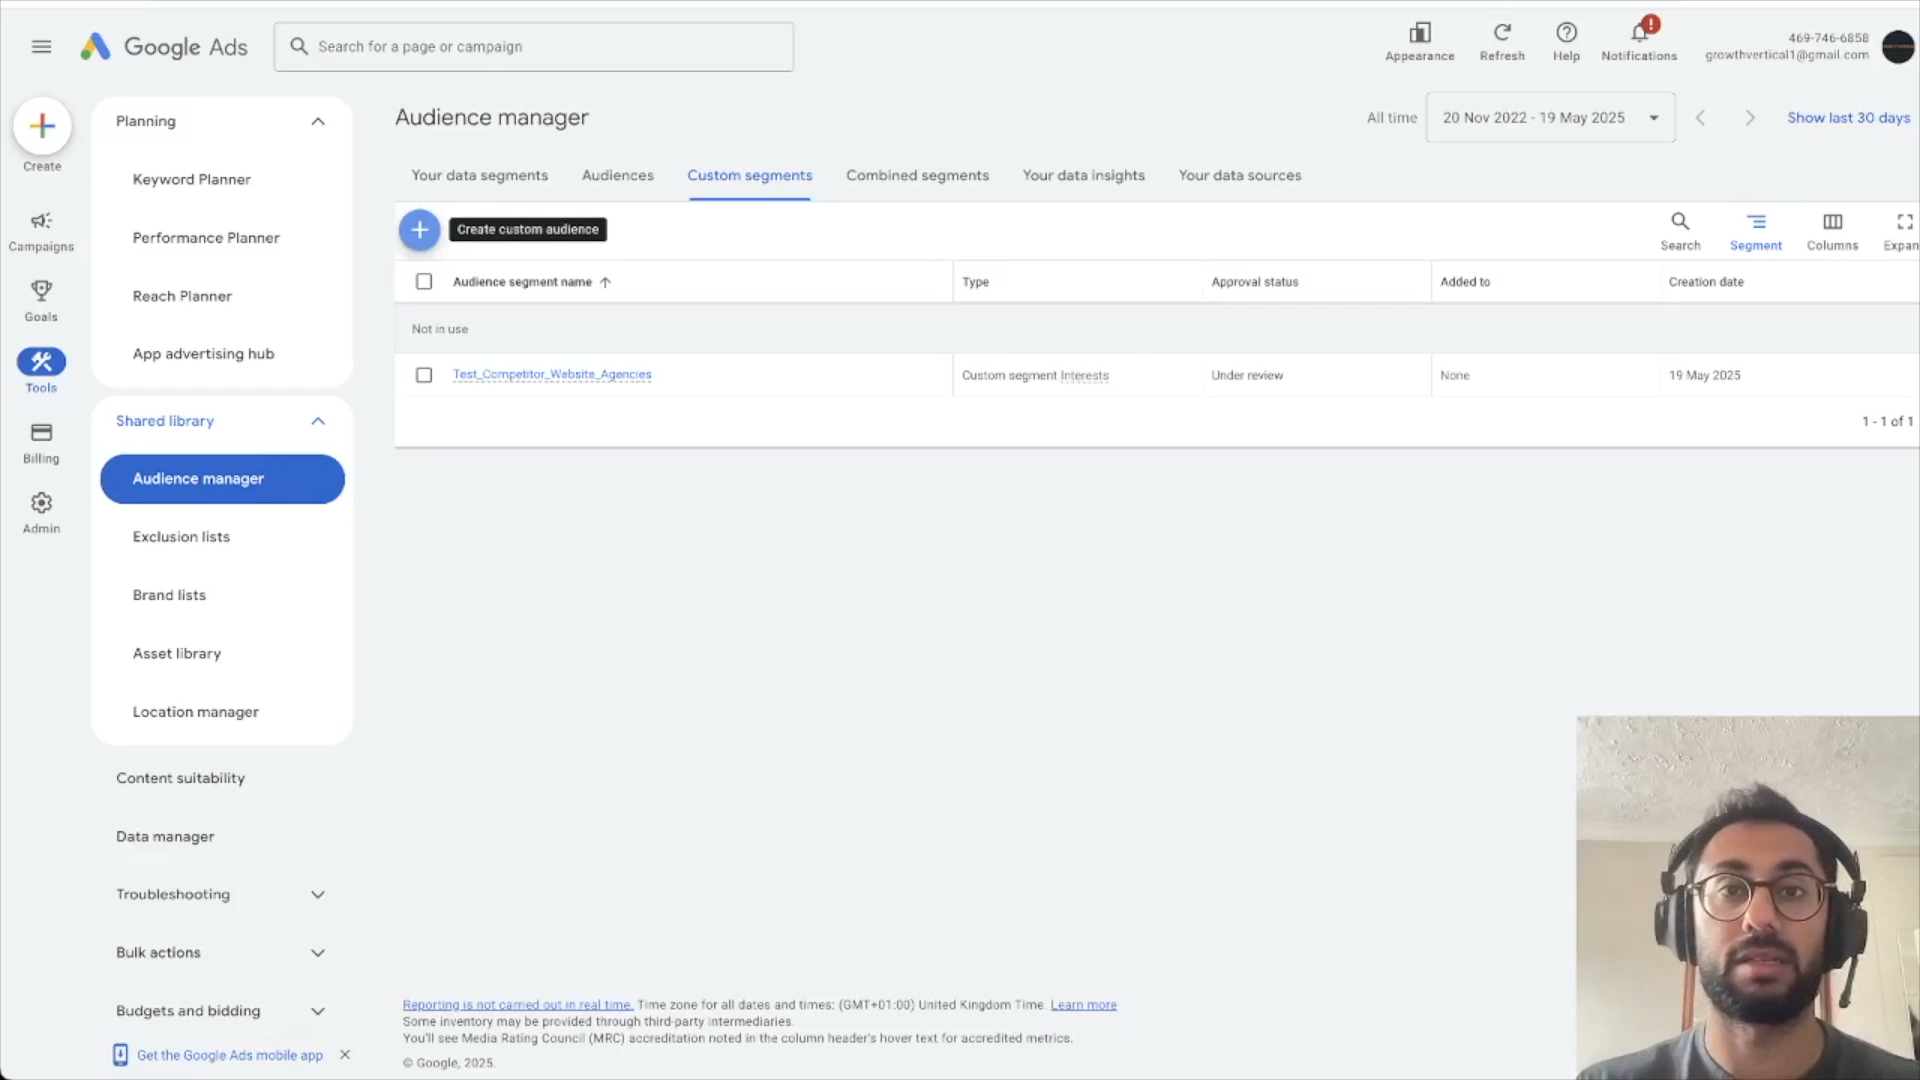 Google Ads
Search for a page or campaign
Appearance
Refresh
Help
!
Notifications
469-746-6858
growthvertical1@gmail.com
Create
Campaigns
Goals
Tools
Billing
Admin
Planning
Keyword Planner
Performance Planner
Reach Planner
App advertising hub
Shared library
Audience manager
Exclusion lists
Brand lists
Asset library
Location manager
Content suitability
Data manager
Troubleshooting
Bulk actions
Budgets and bidding
Get the Google Ads mobile app
Audience manager
All time
20 Nov 2022 - 19 May 2025
Show last 30 days
Your data segments
Audiences
Custom segments
Combined segments
Your data insights
Your data sources
Create custom audience
Search
Segment
Columns
Expan
Audience segment name
Type
Approval status
Added to
Creation date
Not in use
Test_Competitor_Website_Agencies
Custom segment Interests
Under review
None
19 May 2025
1 - 1 of 1
Reporting is not carried out in real time. Time zone for all dates and times: (GMT+01:00) United Kingdom Time. Learn more
Some inventory may be provided through third-party intermediaries.
You'll see Media Rating Council (MRC) accreditation noted in the column header's hover text for accredited metrics.
© Google, 2025.